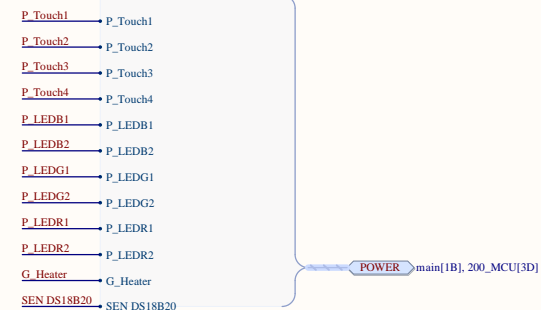 P_Touch1 P_Touch1
P_Touch2 P_Touch2
P_Touch3 P_Touch3
P_Touch4 P_Touch4
P_LEDB1 P_LEDB1
P_LEDB2 P_LEDB2
P_LEDG1 P_LEDG1
P_LEDG2 P_LEDG2
P_LEDR1 P_LEDR1
P_LEDR2 P_LEDR2
POWER main[1B], 200_MCU[3D]
G_Heater G_Heater
SEN DS18B20 SEN DS18B20